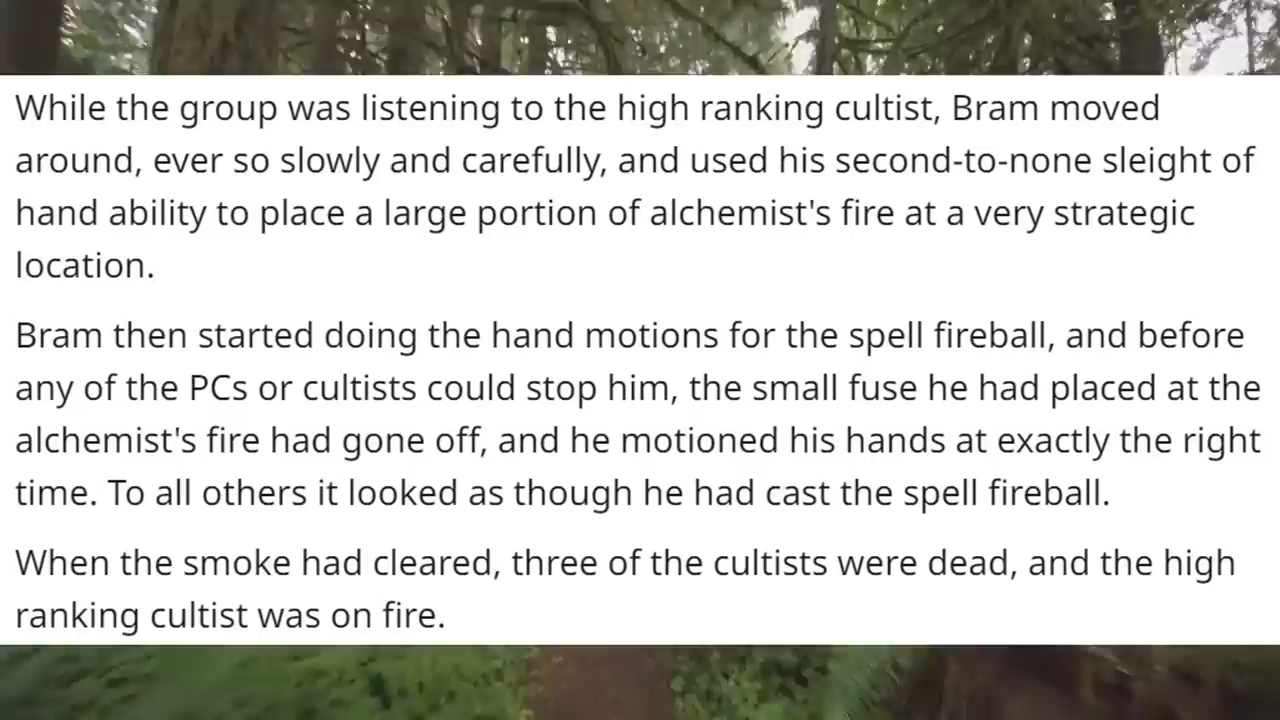 While the group was listening to the high ranking cultist, Bram moved
around, ever so slowly and carefully, and used his second-to-none sleight of
hand ability to place a large portion of alchemist's fire at a very strategic
location.
Bram then started doing the hand motions for the spell fireball, and before
any of the PCs or cultists could stop him, the small fuse he had placed at the
alchemist's fire had gone off, and he motioned his hands at exactly the right
time. To all others it looked as though he had cast the spell fireball.
When the smoke had cleared, three of the cultists were dead, and the high
ranking cultist was on fire.